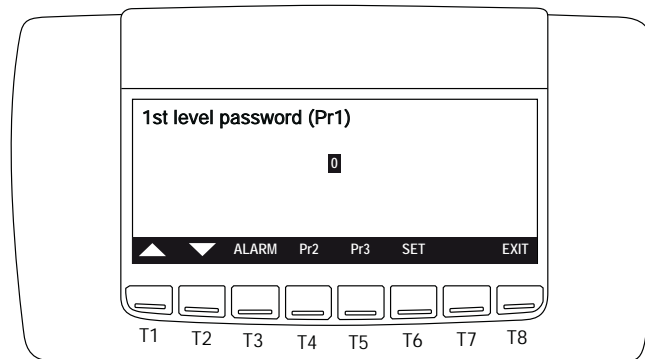 1st level password (Pr1)
0
ALARM Pr2 Pr3 SET EXIT
T1 T2 T3 T4 T5 T6 T7 T8